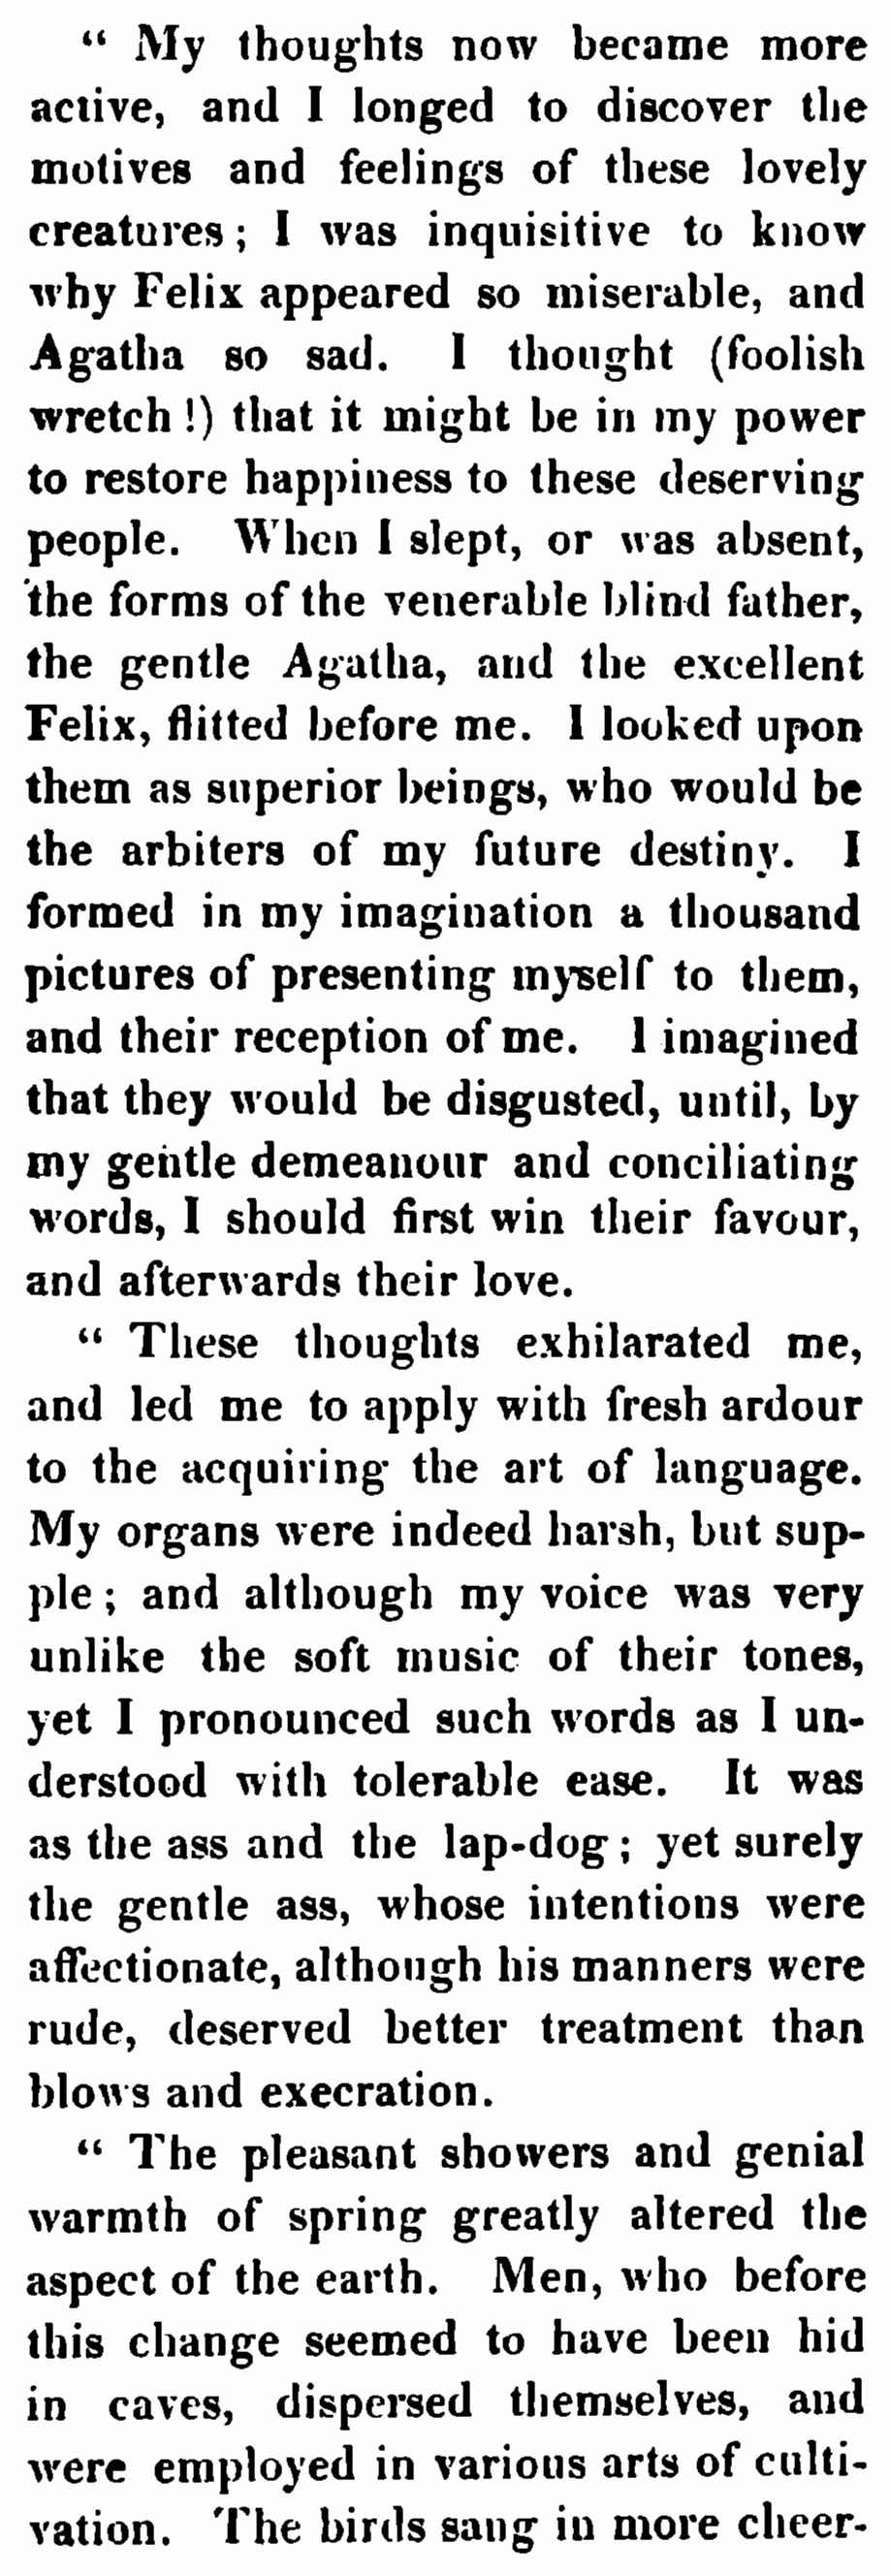 “ My thoughts now became more
active, and I longed to discover the
motives and feelings of these lovely
creatures ; I was inquisitive to know
why Felix appeared so miserable, and
Agatha so sad. I thought (foolish
wretch !) that it might be in my power
to restore happiness to these deserving
people. When I slept, or was absent,
the forms of the venerable blind father,
the gentle Agatha, and the excellent
Felix, flitted before me. I looked upon
them as superior beings, who would be
the arbiters of my future destiny. I
formed in my imagination a thousand
pictures of presenting myself to them,
and their reception of me. I imagined
that they would be disgusted, until, by
my gentle demeanour and conciliating
words, I should first win their favour,
and afterwards their love.
“ These thoughts exhilarated me,
and led me to apply with fresh ardour
to the acquiring the art of language.
My organs were indeed harsh, but sup-
ple ; and although my voice was very
unlike the soft music of their tones,
yet I pronounced such words as I un-
derstood with tolerable ease. It was
as the ass and the lap-dog ; yet surely
the gentle ass, whose intentions were
affectionate, although his manners were
rude, deserved better treatment than
blows and execration.
“ The pleasant showers and genial
warmth of spring greatly altered the
aspect of the earth. Men, who before
this change seemed to have been hid
in caves, dispersed themselves, and
were employed in various arts of culti-
vation. The birds sang in more cheer-